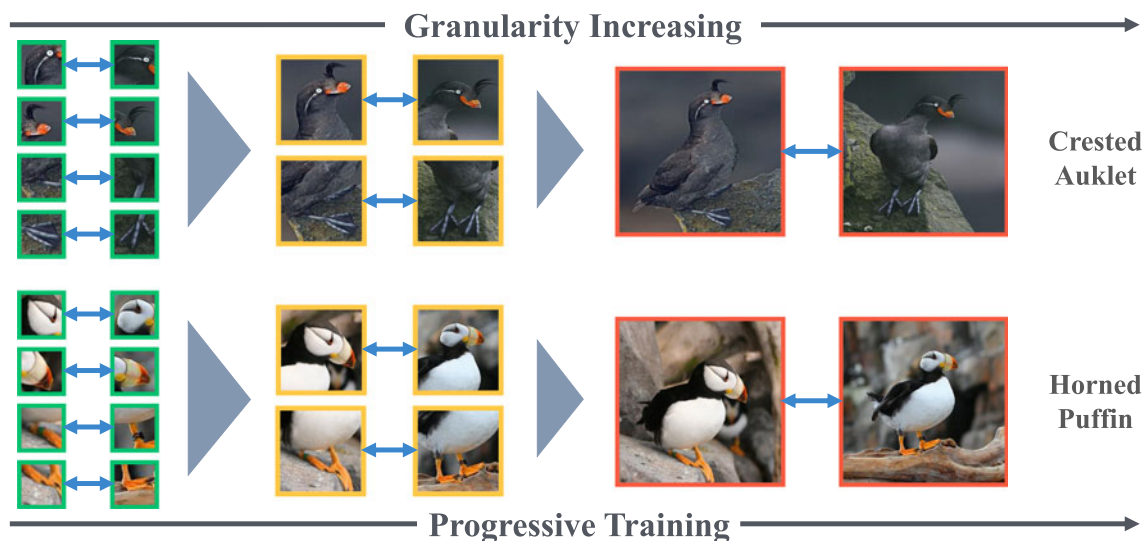 Granularity Increasing
Crested
Auklet
Horned
Puffin
Progressive Training